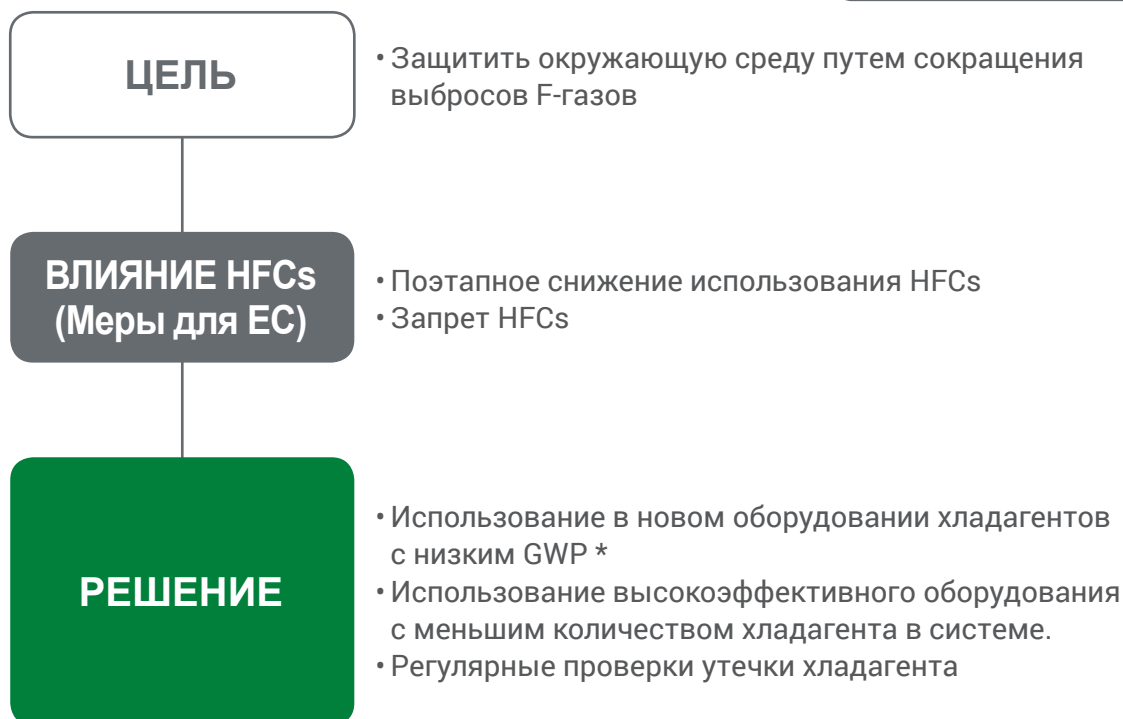 ЦЕЛЬ
• Защитить окружающую среду путем сокращения
выбросов F-газов
ВЛИЯНИЕ HFCs
(Меры для ЕС)
• Поэтапное снижение использования HFCs
• Запрет HFCs
РЕШЕНИЕ
• Использование в новом оборудовании хладагентов
с низким GWP *
• Использование высокоэффективного оборудования
с меньшим количеством хладагента в системе.
• Регулярные проверки утечки хладагента